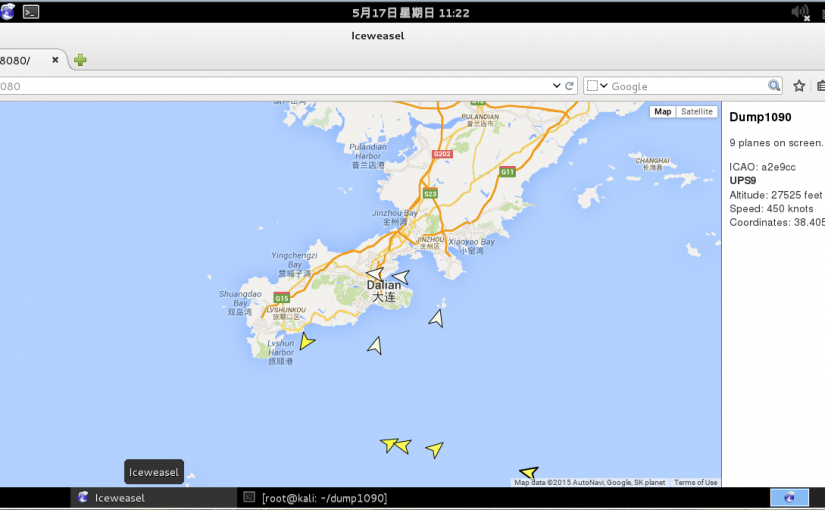 5月17日星期日 11:22
Iceweasel
8080/
080
Google
Map Satellite
Dump1090
9 planes on screen.
ICAO: a2e9cc
UPS9
Altitude: 27525 feet
Speed: 450 knots
Coordinates: 38.405
PULANDIAN
普兰店市
Pulandian
Harbor
普兰店港
G202
G11
CHANGHAI
长海县
S23
Jinzhou Bay
金州湾
JINZHOU
金州区
Xiaoyao Bay
小窑湾
Yingchengzi
Bay
营城子湾
Dalian
大连
Shuangdao
Bay
双岛湾
G15
LVSHUNKOU
旅顺口区
Lvshun
Harbor
旅顺港
Map data ©2015 AutoNavi, Google, SK planet Terms of Use
Iceweasel
Iceweasel
[root@kali: ~/dump1090]